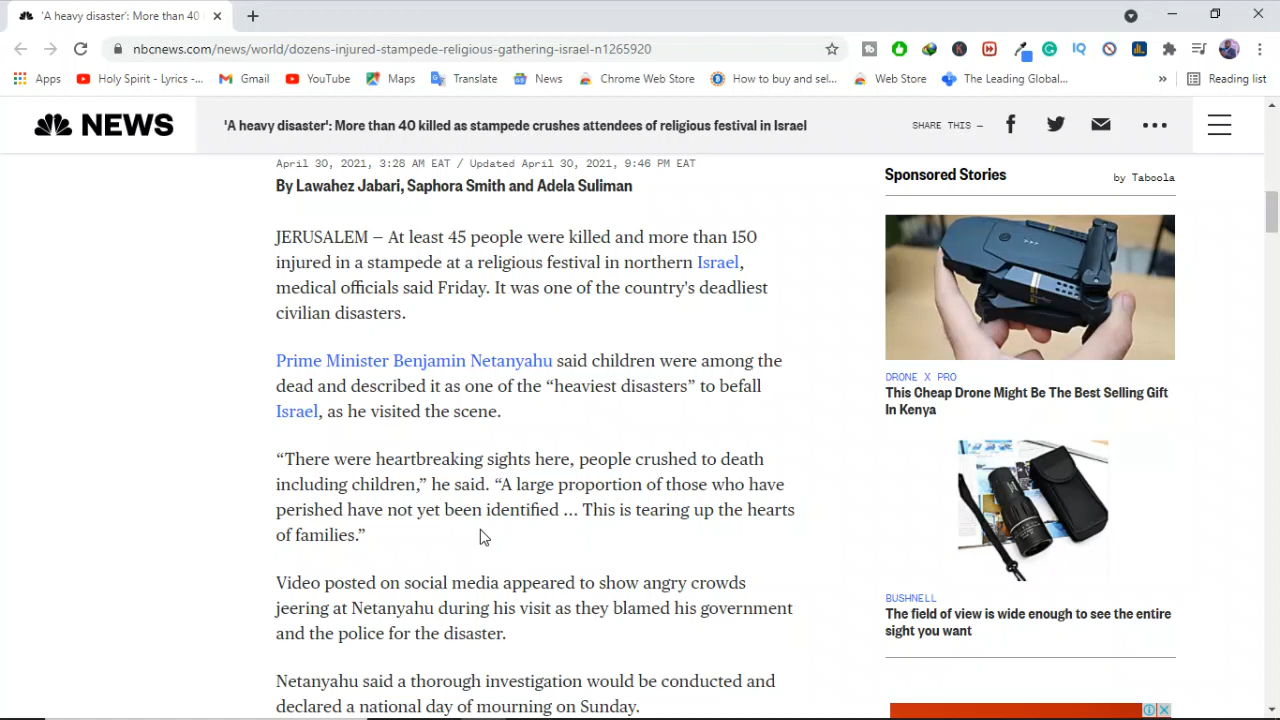 'A heavy disaster': More than 40
nbcnews.com/news/world/dozens-injured-stampede-religious-gathering-israel-n1265920
Apps
Holy Spirit - Lyrics -...
Gmail
YouTube
Maps
Translate
News
Chrome Web Store
How to buy and sel...
Web Store
The Leading Global...
»
Reading list
NEWS
'A heavy disaster': More than 40 killed as stampede crushes attendees of religious festival in Israel
SHARE THIS —
April 30, 2021, 3:28 AM EAT / Updated April 30, 2021, 9:46 PM EAT
By Lawahez Jabari, Saphora Smith and Adela Suliman
JERUSALEM — At least 45 people were killed and more than 150
injured in a stampede at a religious festival in northern Israel,
medical officials said Friday. It was one of the country's deadliest
civilian disasters.
Prime Minister Benjamin Netanyahu said children were among the
dead and described it as one of the “heaviest disasters” to befall
Israel, as he visited the scene.
“There were heartbreaking sights here, people crushed to death
including children,” he said. “A large proportion of those who have
perished have not yet been identified ... This is tearing up the hearts
of families.”
Video posted on social media appeared to show angry crowds
jeering at Netanyahu during his visit as they blamed his government
and the police for the disaster.
Netanyahu said a thorough investigation would be conducted and
declared a national day of mourning on Sunday.
Sponsored Stories
by Taboola
DRONE X PRO
This Cheap Drone Might Be The Best Selling Gift
In Kenya
BUSHNELL
The field of view is wide enough to see the entire
sight you want